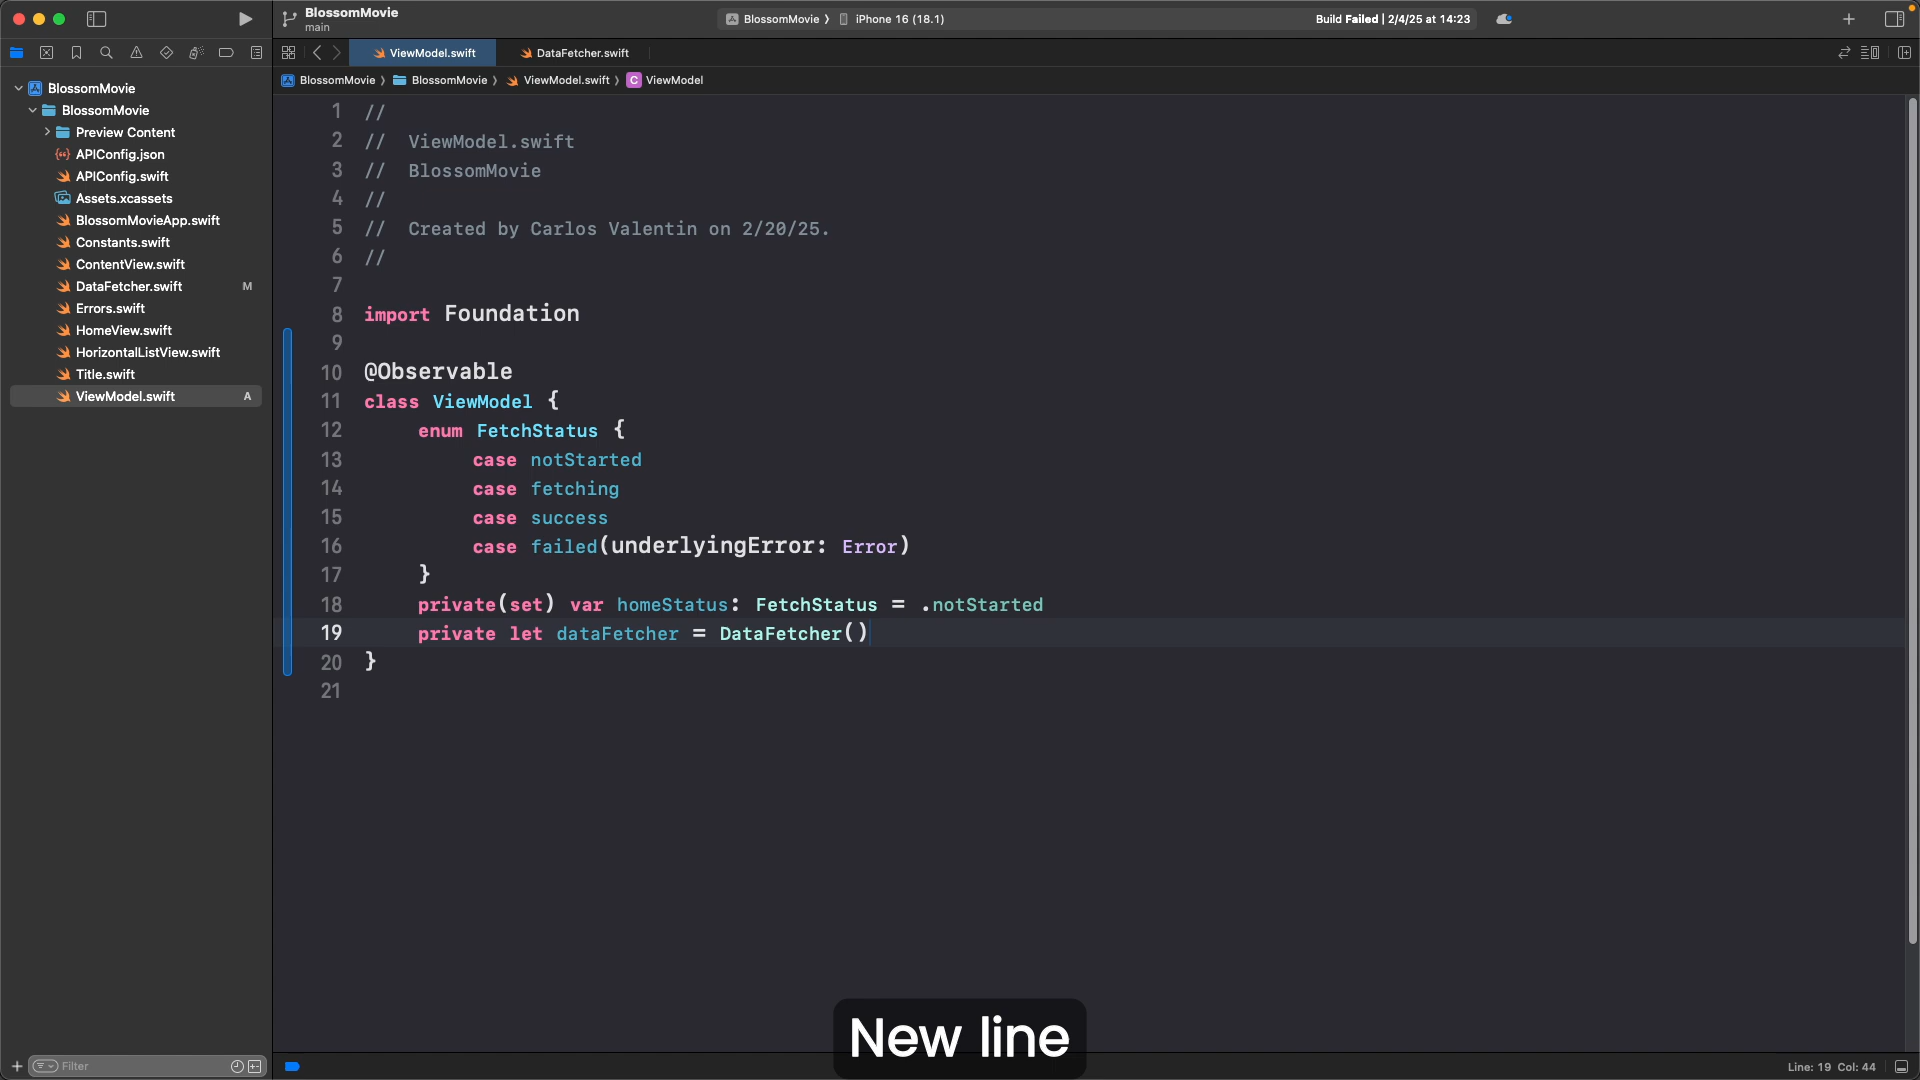 BlossomMovie
main
BlossomMovie
iPhone 16 (18.1)
Build Failed | 2/4/25 at 14:23
ViewModel.swift
DataFetcher.swift
BlossomMovie
BlossomMovie
ViewModel.swift
C
ViewModel
BlossomMovie
BlossomMovie
Preview Content
APIConfig.json
APIConfig.swift
Assets.xcassets
BlossomMovieApp.swift
Constants.swift
ContentView.swift
DataFetcher.swift M
Errors.swift
HomeView.swift
HorizontalListView.swift
Title.swift
ViewModel.swift A
1 //
2 //  ViewModel.swift
3 //  BlossomMovie
4 //
5 //  Created by Carlos Valentin on 2/20/25.
6 //
7
8 import Foundation
9
10 @Observable
11 class ViewModel {
12 enum FetchStatus {
13 case notStarted
14 case fetching
15 case success
16 case failed(underlyingError: Error)
17 }
18 private(set) var homeStatus: FetchStatus = .notStarted
19 private let dataFetcher = DataFetcher()
20 }
21
New line
Filter
Line: 19 Col: 44